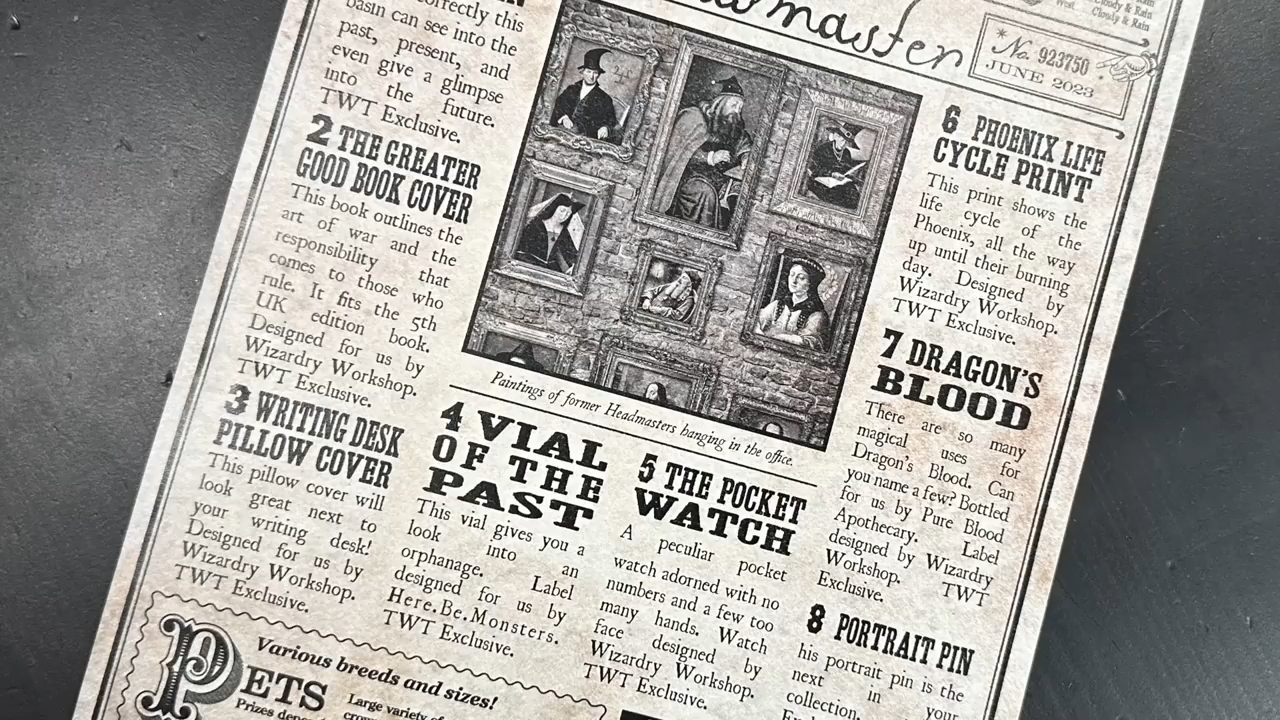 correctly this
basin can see into the
past, present, and
even give a glimpse
into the future.
TWT Exclusive.
2 THE GREATER
GOOD BOOK COVER
This book outlines the
art of war and the
responsibility that
comes to those who
rule. It fits the 5th
UK edition book.
Designed for us by
Wizardry Workshop.
TWT Exclusive.
3 WRITING DESK
PILLOW COVER
This pillow cover will
look great next to
your writing desk!
Designed for us by
Wizardry Workshop.
TWT Exclusive.
Paintings of former Headmasters hanging in the office.
4 VIAL
OF THE
PAST
This vial gives you a
look into an
orphanage. Label
designed for us by
Here.Be.Monsters.
TWT Exclusive.
5 THE POCKET
WATCH
A peculiar pocket
watch adorned with no
numbers and a few too
many hands. Watch
face designed by
Wizardry Workshop.
TWT Exclusive.
West
Cloudy & Rain
Cloudy & Rain
*No. 923750
JUNE 2023
6 PHOENIX LIFE
CYCLE PRINT
This print shows the
life cycle of the
Phoenix, all the way
up until their burning
day. Designed by
Wizardry Workshop.
TWT Exclusive.
7 DRAGON'S
BLOOD
There are so many
magical uses for
Dragon's Blood. Can
you name a few? Bottled
for us by Pure Blood
Apothecary. Label
designed by Wizardry
Workshop. TWT
Exclusive.
8 PORTRAIT PIN
his portrait pin is the
next in your
collection.
PETS
Various breeds and sizes!
Large variety of